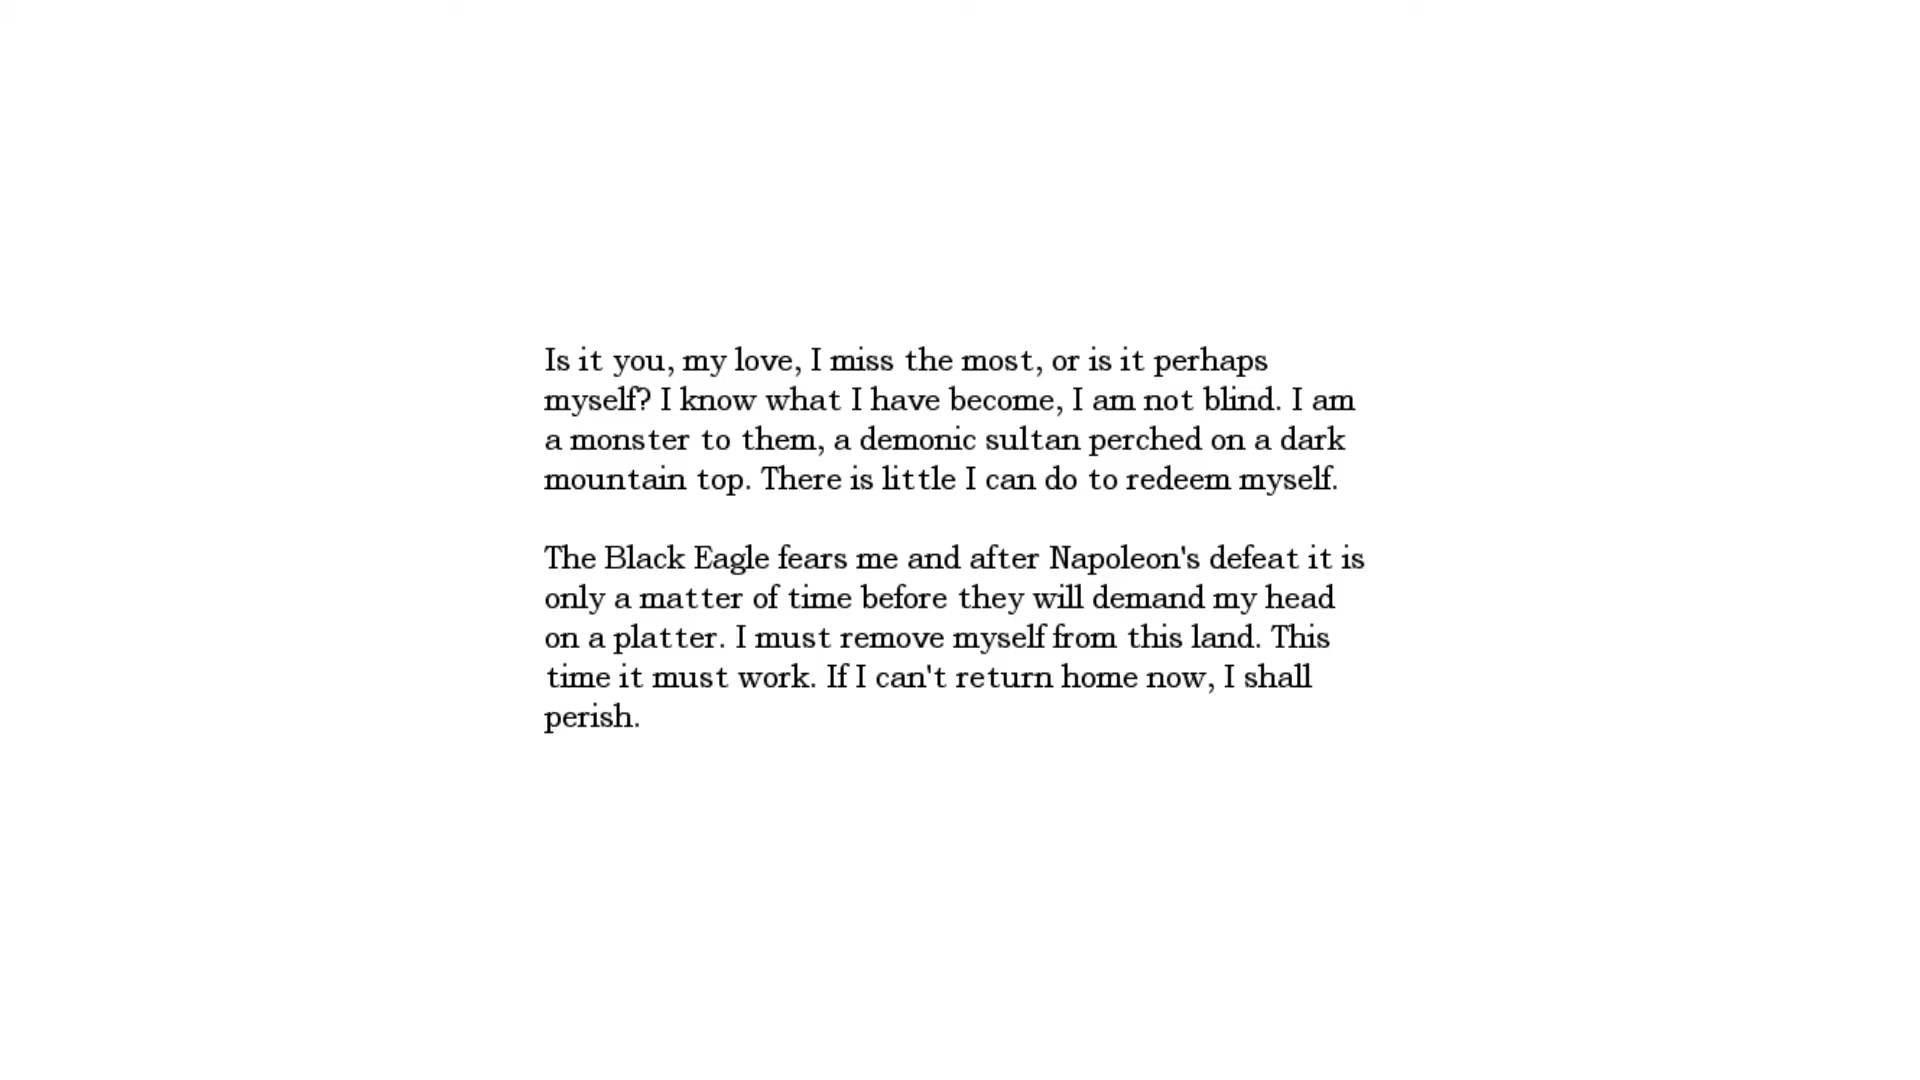 Is it you, my love, I miss the most, or is it perhaps
myself? I know what I have become, I am not blind. I am
a monster to them, a demonic sultan perched on a dark
mountain top. There is little I can do to redeem myself.
The Black Eagle fears me and after Napoleon's defeat it is
only a matter of time before they will demand my head
on a platter. I must remove myself from this land. This
time it must work. If I can't return home now, I shall
perish.